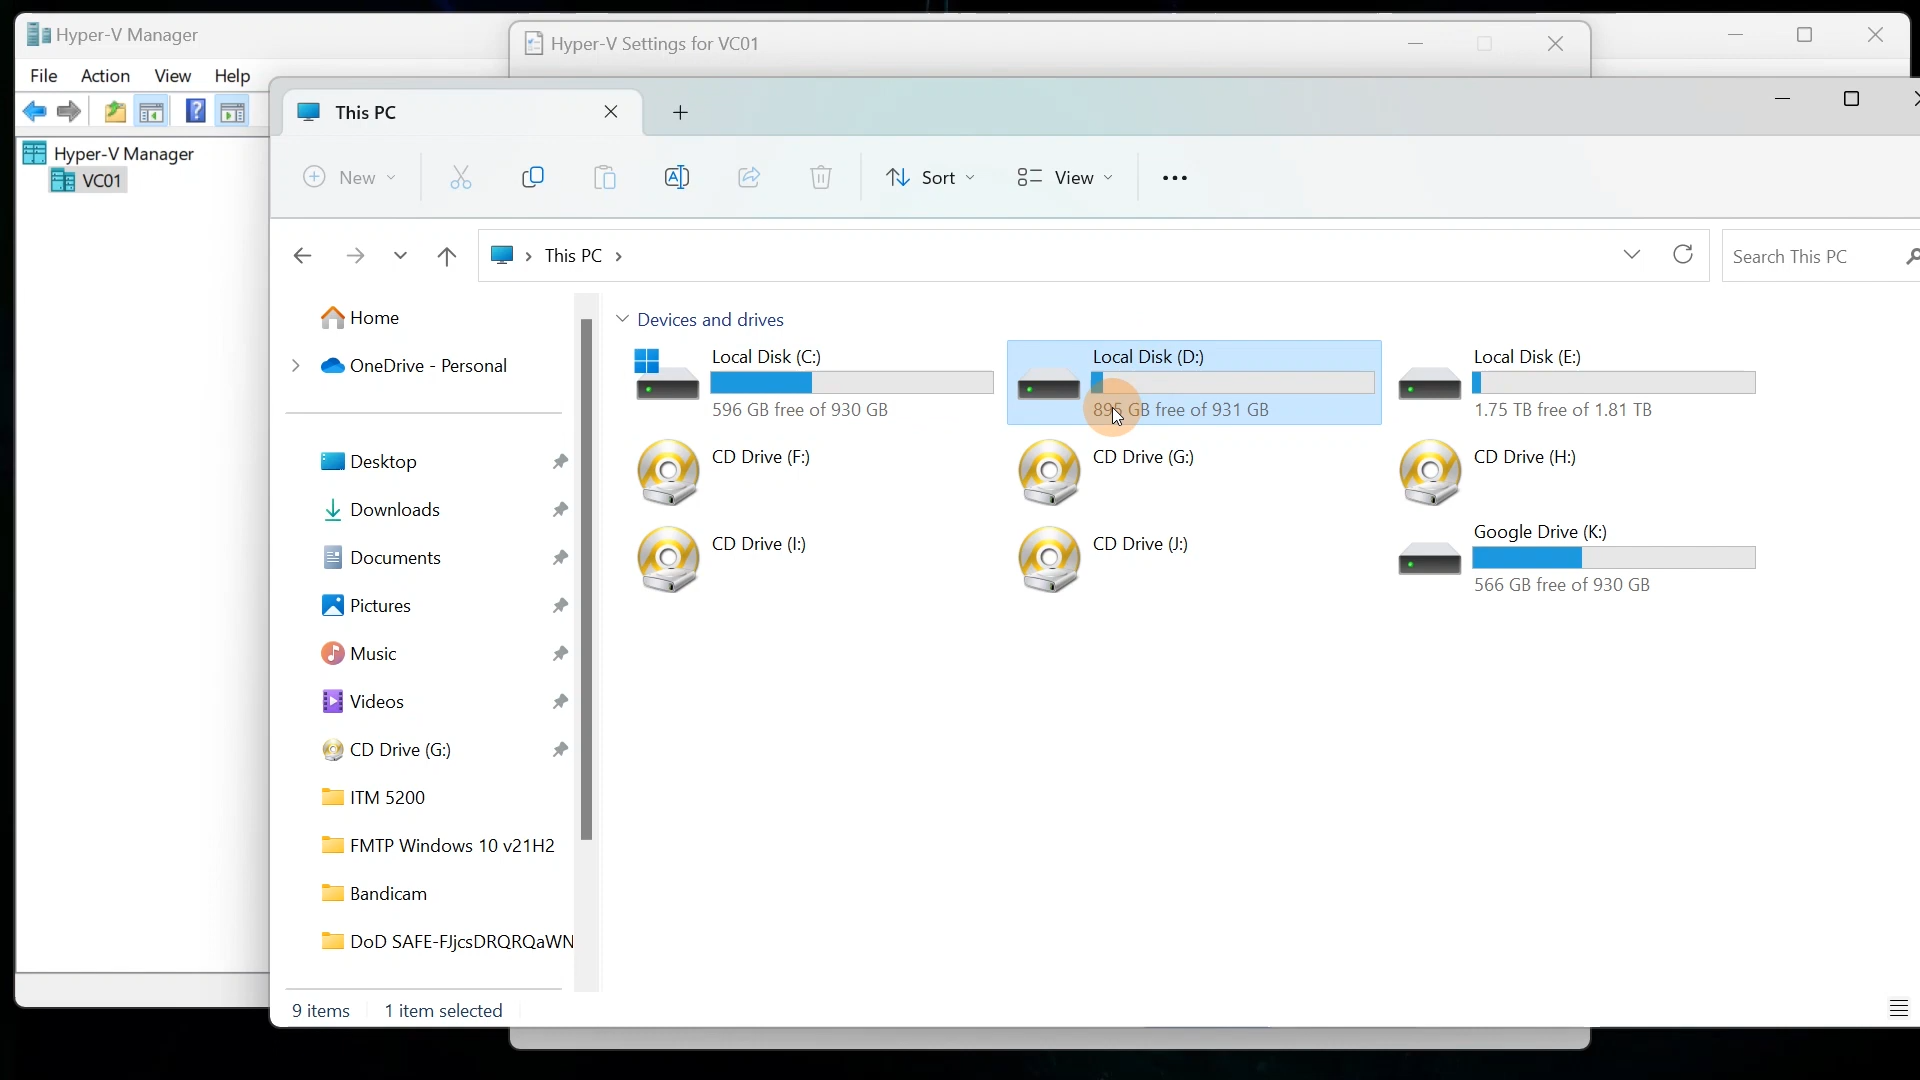 Hyper-V Manager
File Action View Help
Hyper-V Manager
VC01
Hyper-V Settings for VC01
This PC
New
Sort
View
This PC
Search This PC
Home
OneDrive - Personal
Desktop
Downloads
Documents
Pictures
Music
Videos
CD Drive (G:)
ITM 5200
FMTP Windows 10 v21H2
Bandicam
DoD SAFE-FJjcsDRQRQaWN
Devices and drives
Local Disk (C:)
596 GB free of 930 GB
Local Disk (D:)
895 GB free of 931 GB
Local Disk (E:)
1.75 TB free of 1.81 TB
CD Drive (F:)
CD Drive (G:)
CD Drive (H:)
CD Drive (I:)
CD Drive (J:)
Google Drive (K:)
566 GB free of 930 GB
9 items
1 item selected